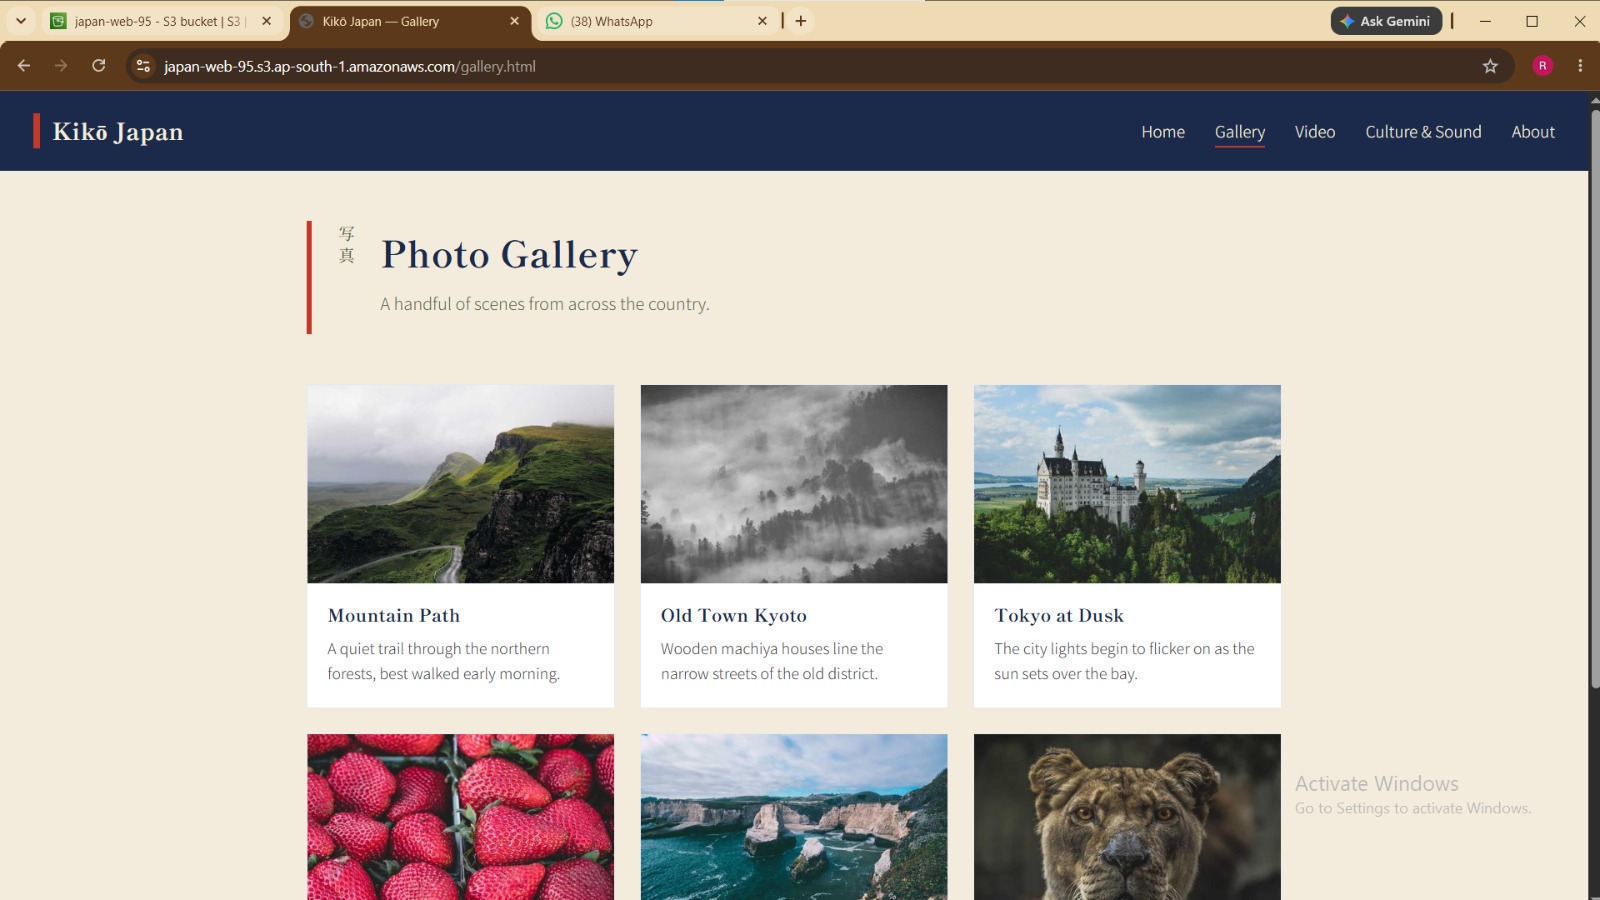 japan-web-95 - S3 bucket | S3 |
Kikō Japan — Gallery
(38) WhatsApp
Ask Gemini
japan-web-95.s3.ap-south-1.amazonaws.com/gallery.html
R
Kikō Japan
Home
Gallery
Video
Culture & Sound
About
写真
Photo Gallery
A handful of scenes from across the country.
Mountain Path
A quiet trail through the northern
forests, best walked early morning.
Old Town Kyoto
Wooden machiya houses line the
narrow streets of the old district.
Tokyo at Dusk
The city lights begin to flicker on as the
sun sets over the bay.
Activate Windows
Go to Settings to activate Windows.